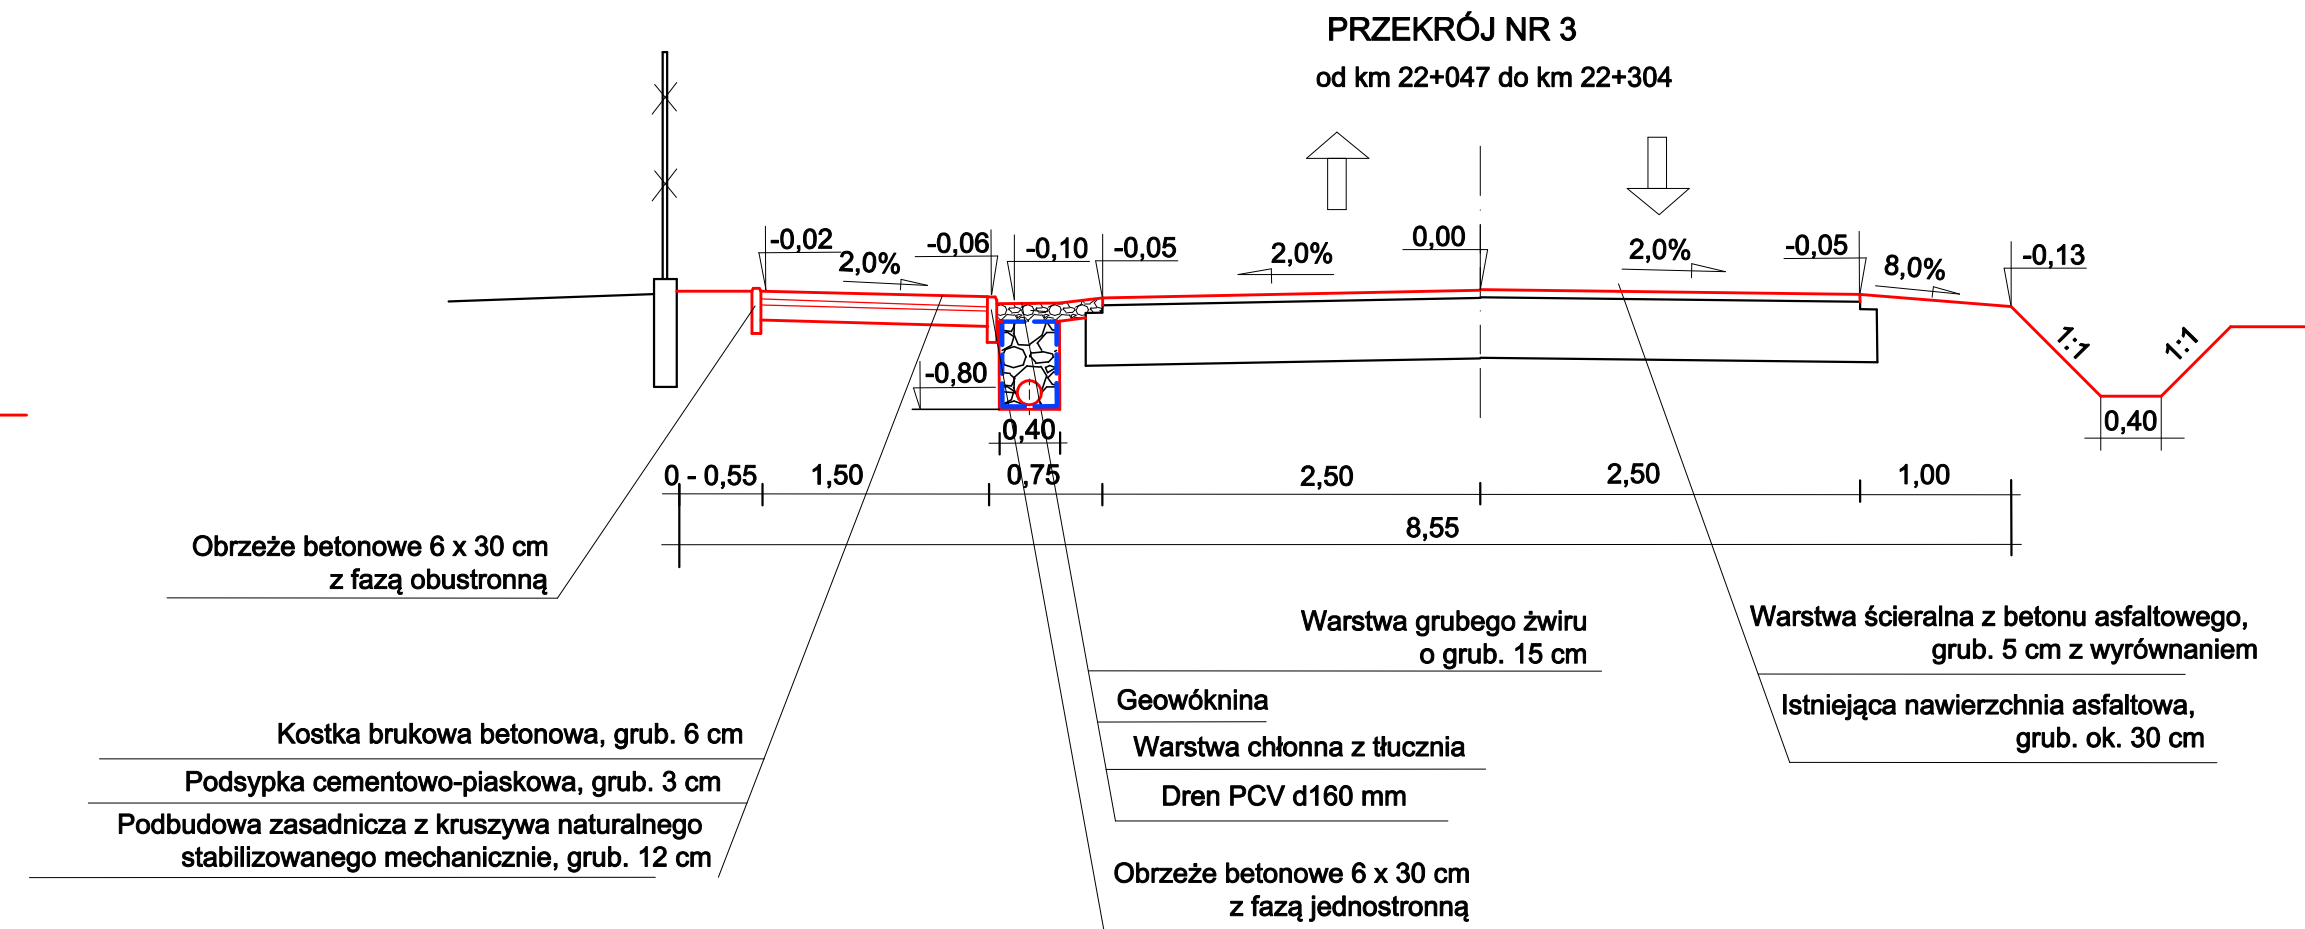 PRZEKRÓJ NR 3
od km 22+047 do km 22+304
-0,02
2,0%
-0,06
-0,10
-0,05
2,0%
0,00
2,0%
-0,05
8,0%
-0,13
1:1
1:1
-0,80
0,40
0,40
0 - 0,55
1,50
0,75
2,50
2,50
1,00
8,55
Obrzeże betonowe 6 x 30 cm
z fazą obustronną
Kostka brukowa betonowa, grub. 6 cm
Podsypka cementowo-piaskowa, grub. 3 cm
Podbudowa zasadnicza z kruszywa naturalnego
stabilizowanego mechanicznie, grub. 12 cm
Warstwa grubego żwiru
o grub. 15 cm
Geowóknina
Warstwa chłonna z tłucznia
Dren PCV d160 mm
Obrzeże betonowe 6 x 30 cm
z fazą jednostronną
Warstwa ścieralna z betonu asfaltowego,
grub. 5 cm z wyrównaniem
Istniejąca nawierzchnia asfaltowa,
grub. ok. 30 cm